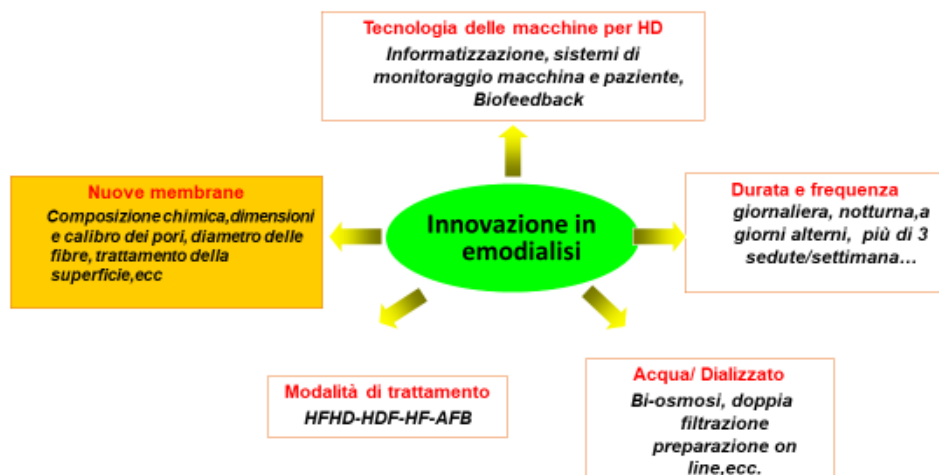 Tecnologia delle macchine per HD
Informatizzazione, sistemi di
monitoraggio macchina e paziente,
Biofeedback
Nuove membrane
Composizione chimica,dimensioni
e calibro dei pori, diametro delle
fibre, trattamento della
superficie,ecc
Innovazione in
emodialisi
Durata e frequenza
giornaliera, notturna,a
giorni alterni, più di 3
sedute/settimana...
Modalità di trattamento
HFHD-HDF-HF-AFB
Acqua/ Dializzato
Bi-osmosi, doppia
filtrazione
preparazione on
line,ecc.